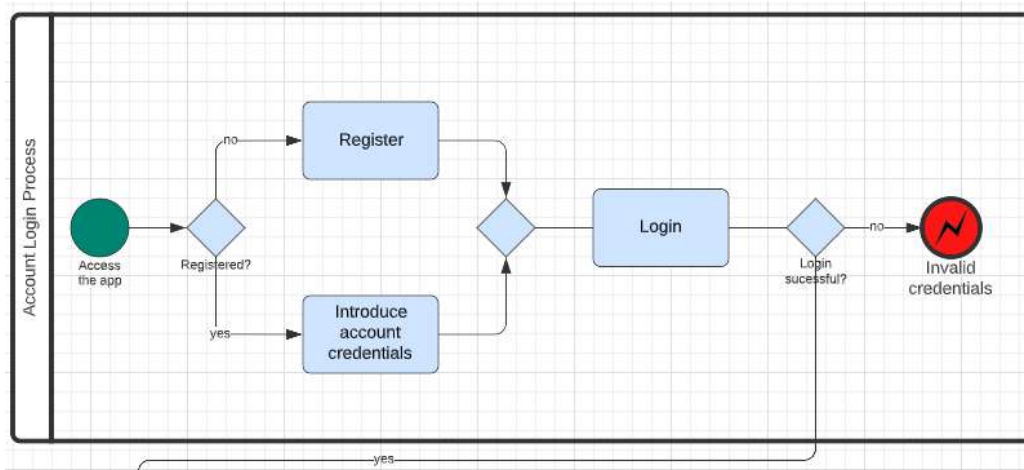 Account Login Process
Access
the app
Registered?
no
yes
Register
Introduce
account
credentials
Login
Login
sucessful?
no
Invalid
credentials
yes